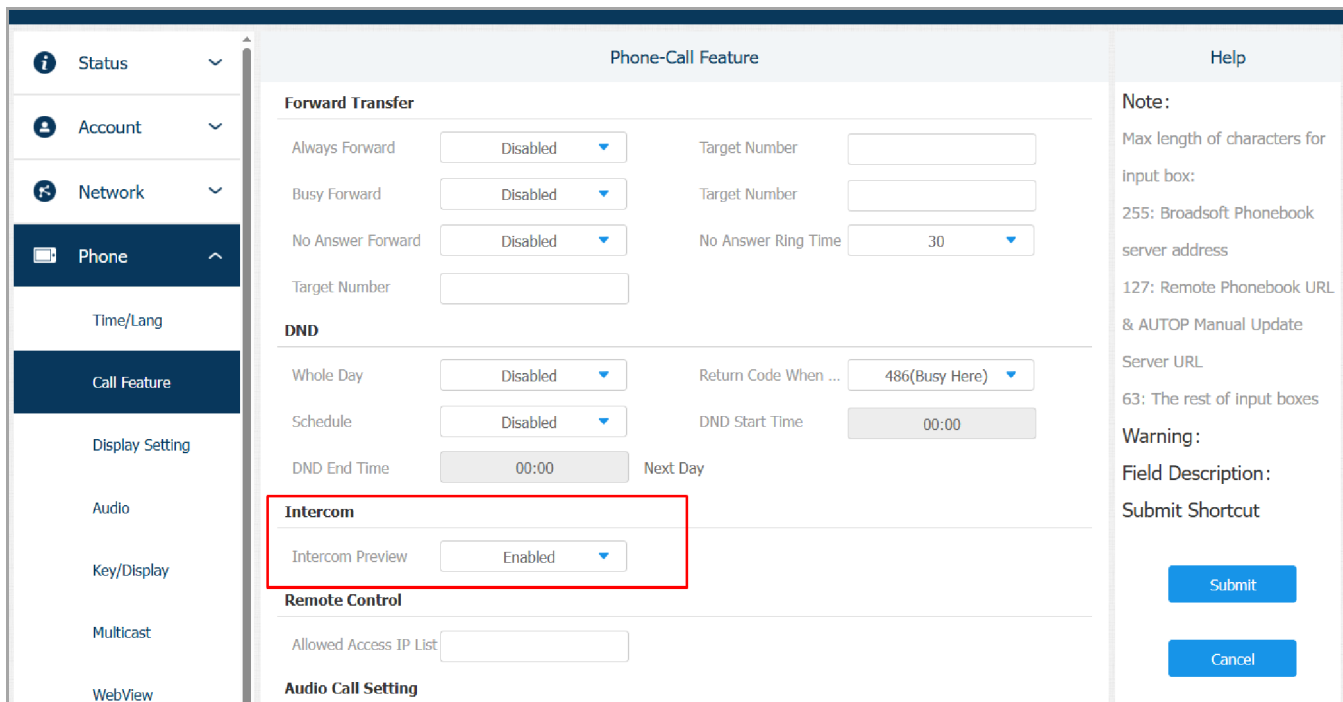 Status
Account
Network
Phone
Time/Lang
Call Feature
Display Setting
Audio
Key/Display
Multicast
WebView
Phone-Call Feature
Forward Transfer
Always Forward Disabled Target Number
Busy Forward Disabled Target Number
No Answer Forward Disabled No Answer Ring Time 30
Target Number
DND
Whole Day Disabled Return Code When ... 486(Busy Here)
Schedule Disabled DND Start Time 00:00
DND End Time 00:00 Next Day
Intercom
Intercom Preview Enabled
Remote Control
Allowed Access IP List
Audio Call Setting
Help
Note:
Max length of characters for
input box:
255: Broadsoft Phonebook
server address
127: Remote Phonebook URL
& AUTOP Manual Update
Server URL
63: The rest of input boxes
Warning:
Field Description:
Submit Shortcut
Submit
Cancel